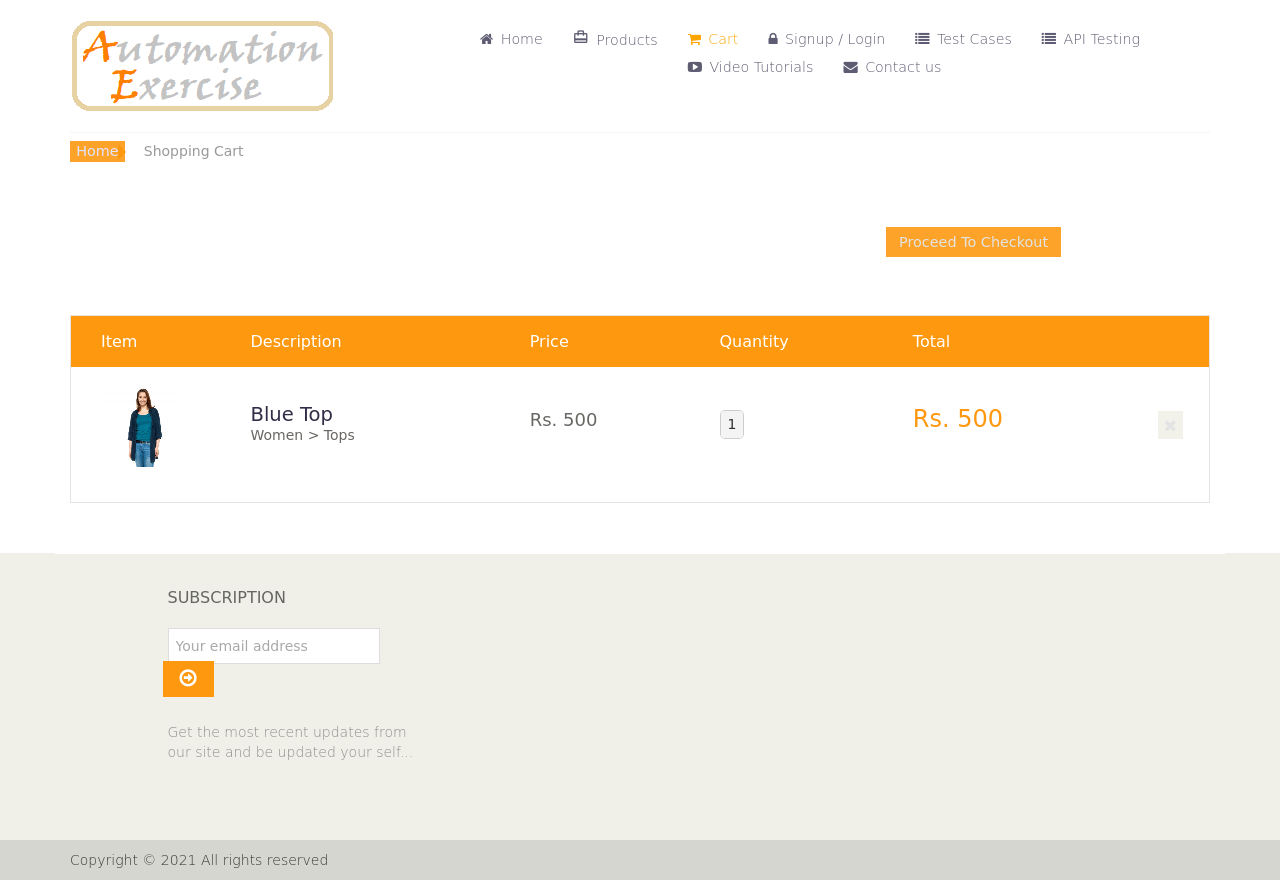 Automation
Exercise
Home Products Cart Signup / Login Test Cases API Testing
Video Tutorials Contact us
Home Shopping Cart
Proceed To Checkout
Item Description Price Quantity Total
Blue Top
Women > Tops
Rs. 500 1 Rs. 500
SUBSCRIPTION
Your email address
Get the most recent updates from
our site and be updated your self...
Copyright © 2021 All rights reserved